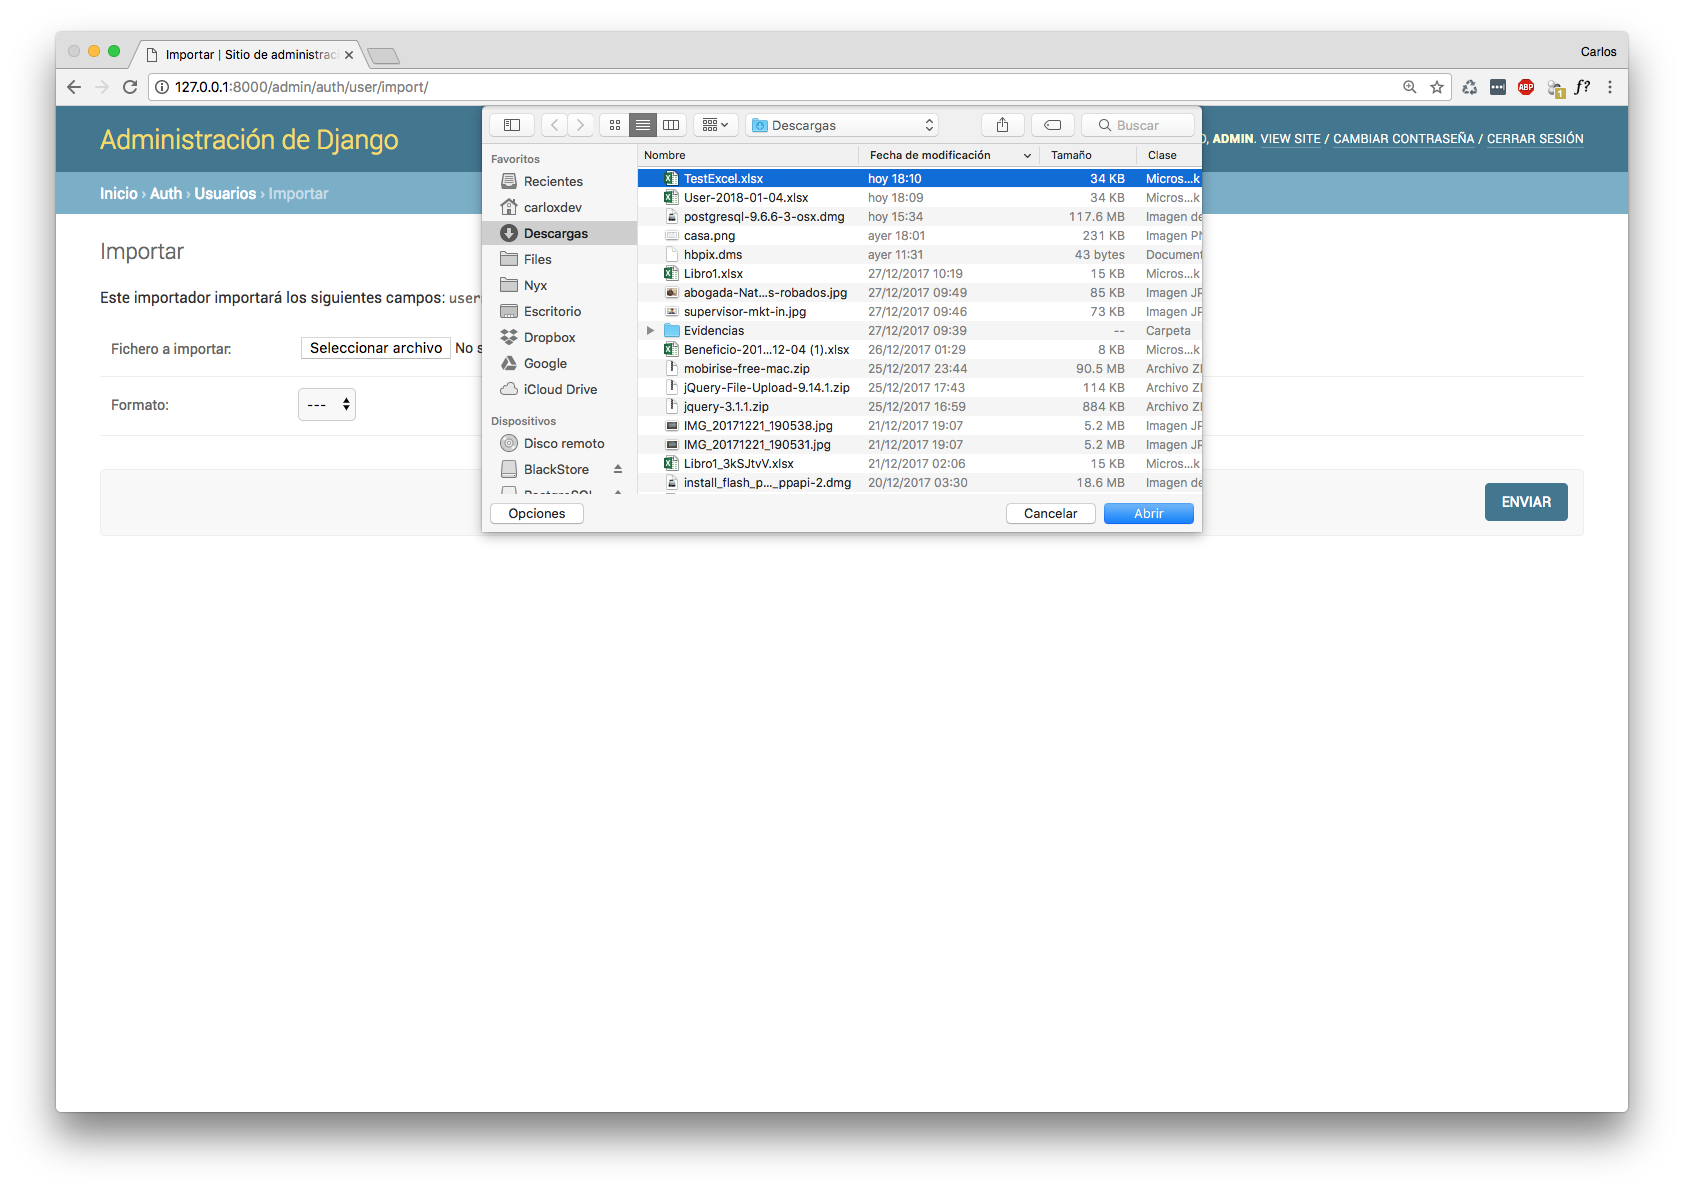 Importar | Sitio de administrac
Carlos
127.0.0.1:8000/admin/auth/user/import/
ABP
1
f?
Administración de Django
ADMIN. VIEW SITE / CAMBIAR CONTRASEÑA / CERRAR SESIÓN
Inicio › Auth › Usuarios › Importar
Importar
Este importador importará los siguientes campos: user
Fichero a importar:
Seleccionar archivo
No s
Formato:
---
ENVIAR
Descargas
Buscar
Favoritos
Recientes
carloxdev
Descargas
Files
Nyx
Escritorio
Dropbox
Google
iCloud Drive
Dispositivos
Disco remoto
BlackStore
Nombre Fecha de modificación Tamaño Clase
TestExcel.xlsx hoy 18:10 34 KB Micros...k
User-2018-01-04.xlsx hoy 18:09 34 KB Micros...k
postgresql-9.6.6-3-osx.dmg hoy 15:34 117.6 MB Imagen de
casa.png ayer 18:01 231 KB Imagen PN
hbpix.dms ayer 11:31 43 bytes Document
Libro1.xlsx 27/12/2017 10:19 15 KB Micros...k
abogada-Nat...s-robados.jpg 27/12/2017 09:49 85 KB Imagen JP
supervisor-mkt-in.jpg 27/12/2017 09:46 73 KB Imagen JP
Evidencias 27/12/2017 09:39 -- Carpeta
Beneficio-201...12-04 (1).xlsx 26/12/2017 01:29 8 KB Micros...k
mobirise-free-mac.zip 25/12/2017 23:44 90.5 MB Archivo ZI
jQuery-File-Upload-9.14.1.zip 25/12/2017 17:43 114 KB Archivo ZI
jquery-3.1.1.zip 25/12/2017 16:59 884 KB Archivo ZI
IMG_20171221_190538.jpg 21/12/2017 19:07 5.2 MB Imagen JP
IMG_20171221_190531.jpg 21/12/2017 19:07 5.2 MB Imagen JP
Libro1_3kSJtvV.xlsx 21/12/2017 02:06 15 KB Micros...k
install_flash_p..._ppapi-2.dmg 20/12/2017 03:30 18.6 MB Imagen de
Opciones
Cancelar
Abrir